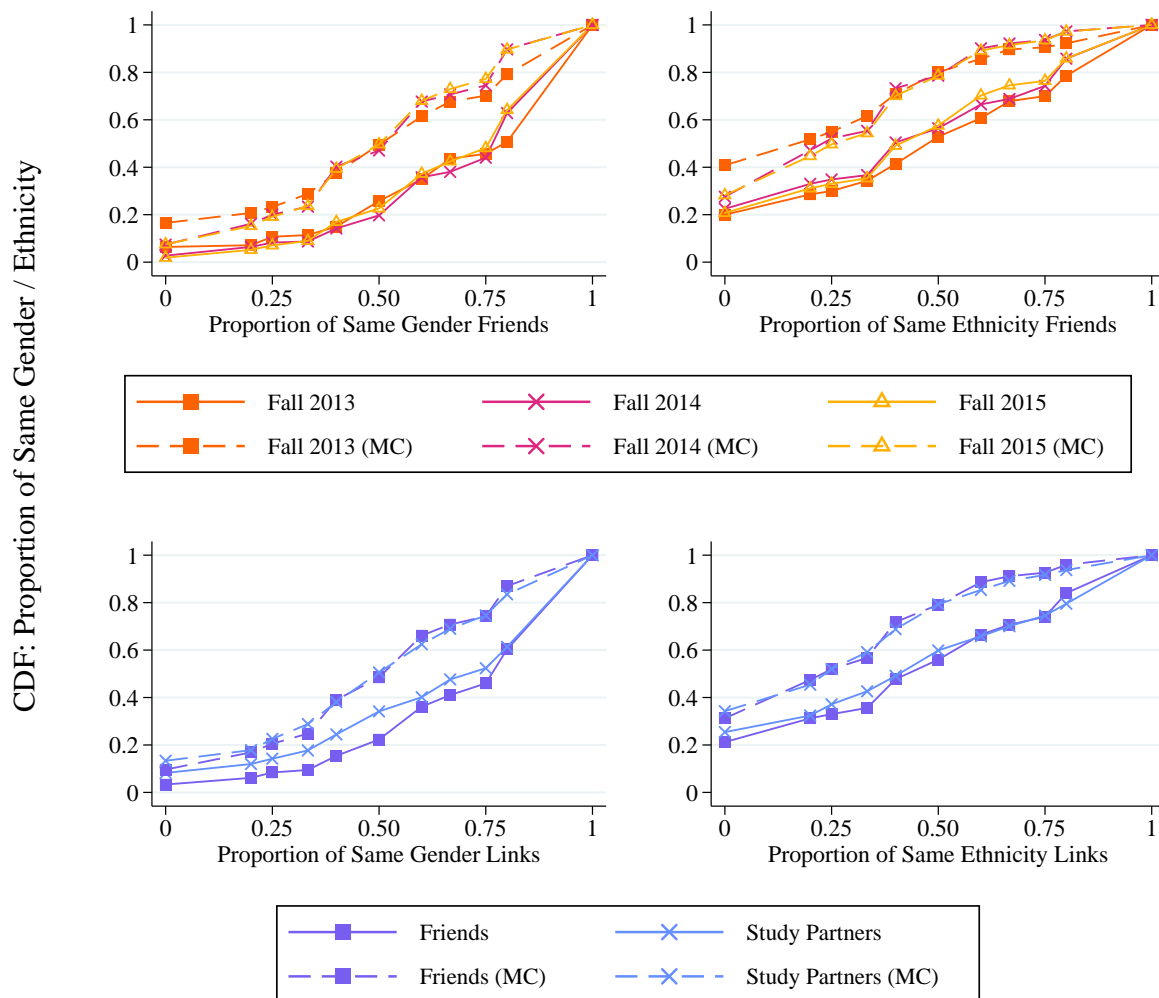 CDF: Proportion of Same Gender / Ethnicity
1
0.8
0.6
0.4
0.2
0
0 0.25 0.50 0.75 1
Proportion of Same Gender Friends
1
0.8
0.6
0.4
0.2
0
0 0.25 0.50 0.75 1
Proportion of Same Ethnicity Friends
Fall 2013 Fall 2014 Fall 2015
Fall 2013 (MC) Fall 2014 (MC) Fall 2015 (MC)
1
0.8
0.6
0.4
0.2
0
0 0.25 0.50 0.75 1
Proportion of Same Gender Links
1
0.8
0.6
0.4
0.2
0
0 0.25 0.50 0.75 1
Proportion of Same Ethnicity Links
Friends Study Partners
Friends (MC) Study Partners (MC)